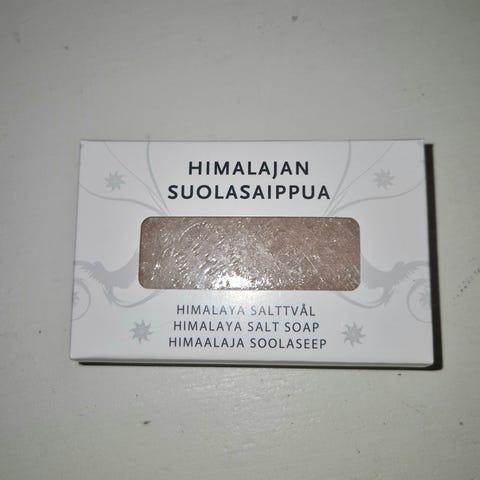 HIMALAJAN
SUOLASAIPPUA
HIMALAYA SALTTVÅL
HIMALAYA SALT SOAP
HIMAALAJA SOOLASEEP